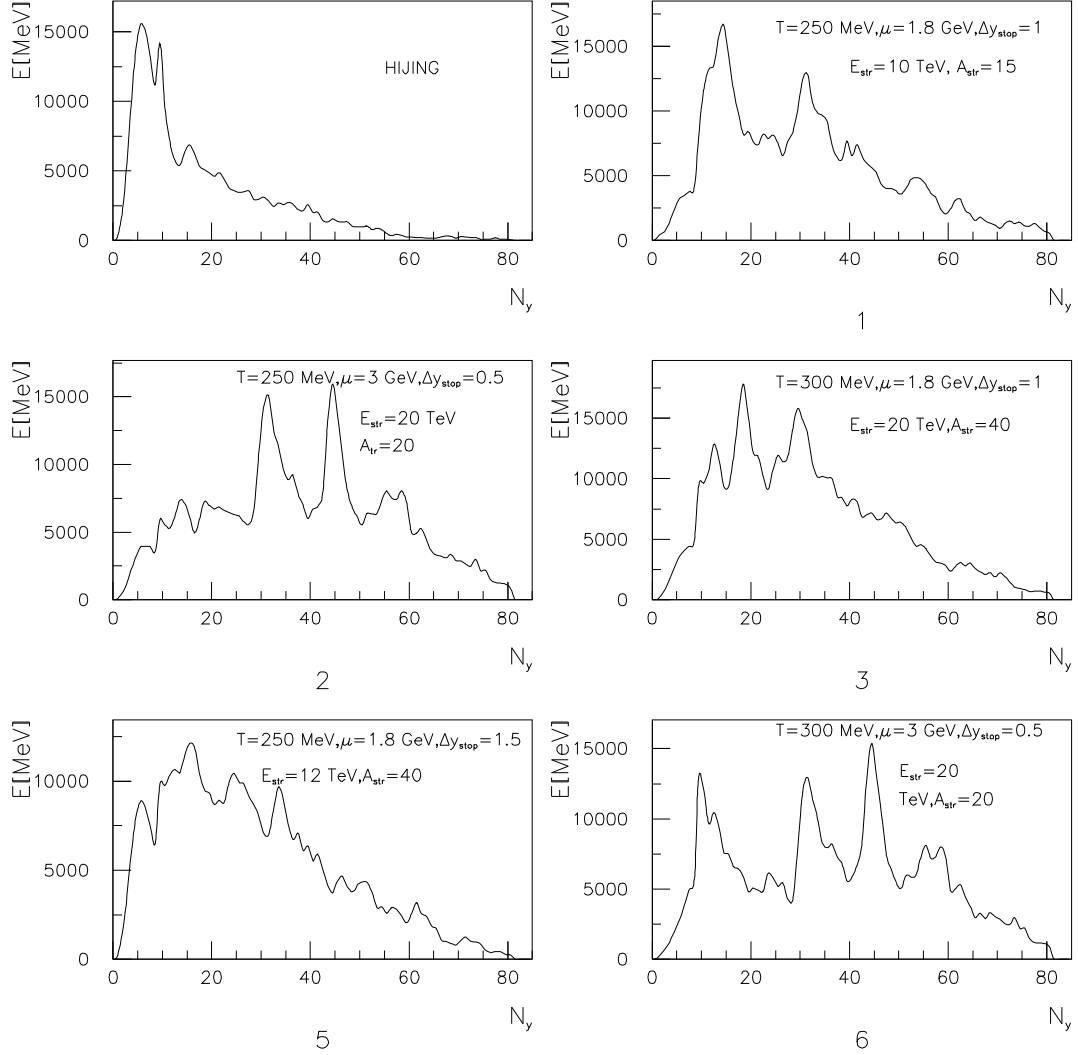 E[MeV]
15000
10000
5000
0
HIJING
0 20 40 60 80
N_y
E[MeV]
15000
10000
5000
0
T=250 MeV,μ=1.8 GeV,Δy_stop=1
E_str=10 TeV, A_str=15
0 20 40 60 80
N_y
1
E[MeV]
15000
10000
5000
0
T=250 MeV,μ=3 GeV,Δy_stop=0.5
E_str=20 TeV
A_tr=20
0 20 40 60 80
N_y
2
E[MeV]
15000
10000
5000
0
T=300 MeV,μ=1.8 GeV,Δy_stop=1
E_str=20 TeV,A_str=40
0 20 40 60 80
N_y
3
E[MeV]
10000
5000
0
T=250 MeV,μ=1.8 GeV,Δy_stop=1.5
E_str=12 TeV,A_str=40
0 20 40 60 80
N_y
5
E[MeV]
15000
10000
5000
0
T=300 MeV,μ=3 GeV,Δy_stop=0.5
E_str=20
TeV,A_str=20
0 20 40 60 80
N_y
6